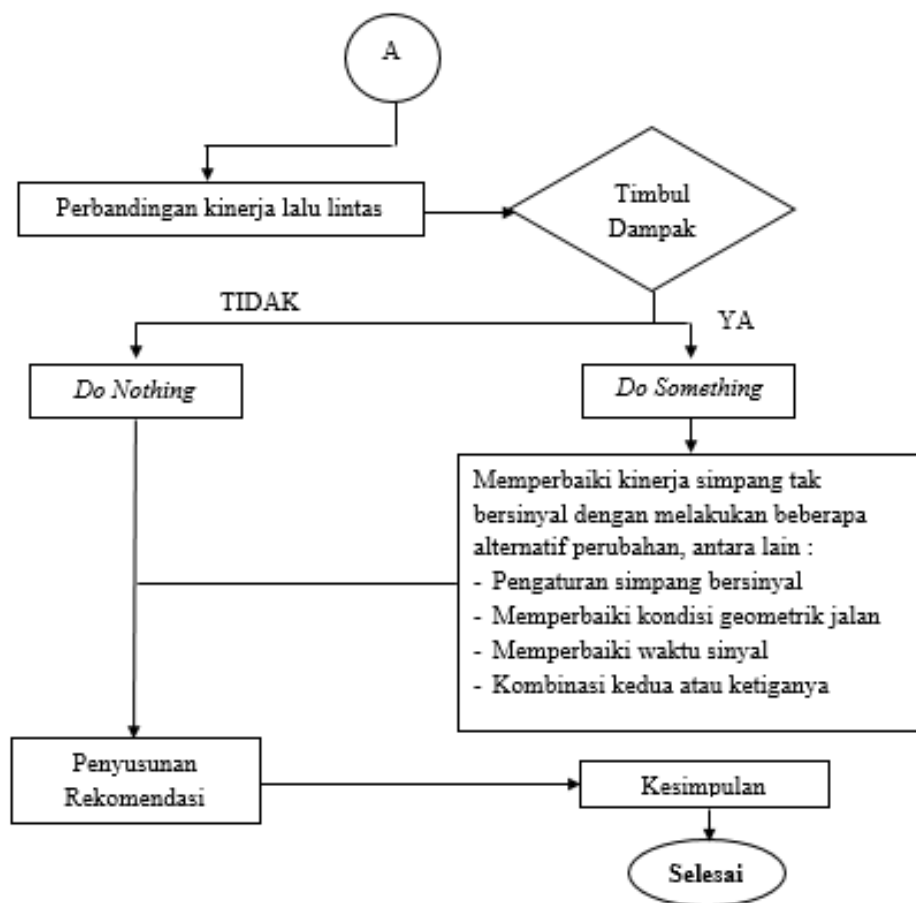 A
Perbandingan kinerja lalu lintas
Timbul
Dampak
TIDAK
YA
Do Nothing
Do Something
Memperbaiki kinerja simpang tak
bersinyal dengan melakukan beberapa
alternatif perubahan, antara lain :
- Pengaturan simpang bersinyal
- Memperbaiki kondisi geometrik jalan
- Memperbaiki waktu sinyal
- Kombinasi kedua atau ketiganya
Penyusunan
Rekomendasi
Kesimpulan
Selesai